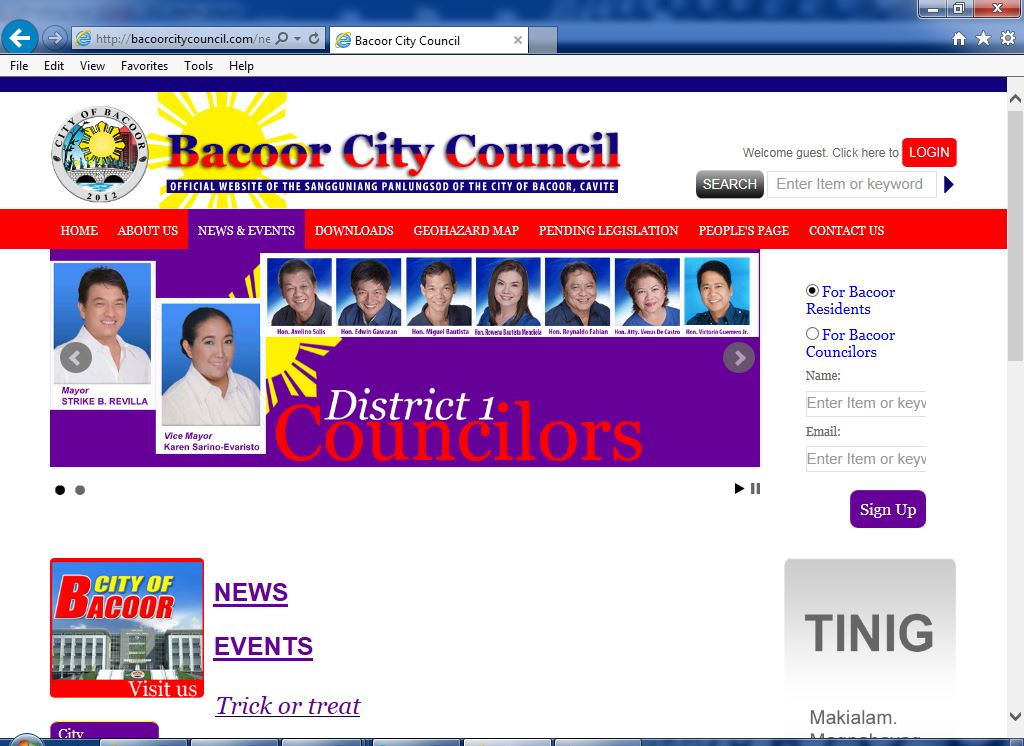 http://bacoorcitycouncil.com/ne
Bacoor City Council
File Edit View Favorites Tools Help
CITY OF BACOOR
2012
Bacoor City Council
OFFICIAL WEBSITE OF THE SANGGUNIANG PANLUNGSOD OF THE CITY OF BACOOR, CAVITE
Welcome guest. Click here to LOGIN
SEARCH Enter Item or keyword
HOME ABOUT US NEWS & EVENTS DOWNLOADS GEOHAZARD MAP PENDING LEGISLATION PEOPLE'S PAGE CONTACT US
Hon. Avelino Solis Hon. Edwin Gawaran Hon. Miguel Bautista Hon. Rowena Bautista Mendiola Hon. Reynaldo Fabian Hon. Atty. Venus De Castro Hon. Victorio Guerrero Jr.
Mayor
STRIKE B. REVILLA
Vice Mayor
Karen Sarino-Evaristo
District 1
Councilors
For Bacoor
Residents
For Bacoor
Councilors
Name:
Enter Item or keyw
Email:
Enter Item or keyw
Sign Up
CITY OF
BACOOR
Visit us
City
NEWS
EVENTS
Trick or treat
TINIG
Makialam.